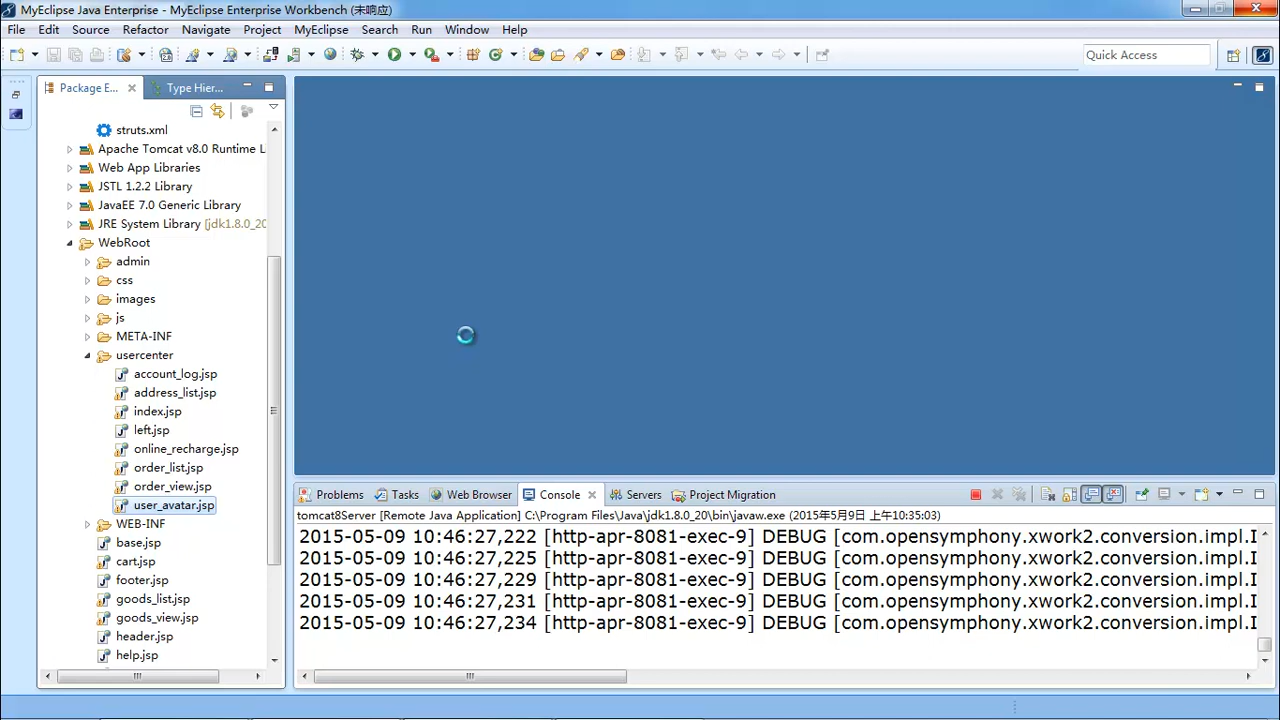 MyEclipse Java Enterprise - MyEclipse Enterprise Workbench (未响应)
File Edit Source Refactor Navigate Project MyEclipse Search Run Window Help
Quick Access
Package E... Type Hier...
struts.xml
Apache Tomcat v8.0 Runtime L
Web App Libraries
JSTL 1.2.2 Library
JavaEE 7.0 Generic Library
JRE System Library [jdk1.8.0_20
WebRoot
admin
css
images
js
META-INF
usercenter
account_log.jsp
address_list.jsp
index.jsp
left.jsp
online_recharge.jsp
order_list.jsp
order_view.jsp
user_avatar.jsp
WEB-INF
base.jsp
cart.jsp
footer.jsp
goods_list.jsp
goods_view.jsp
header.jsp
help.jsp
Problems Tasks Web Browser Console Servers Project Migration
tomcat8Server [Remote Java Application] C:\Program Files\Java\jdk1.8.0_20\bin\javaw.exe (2015年5月9日 上午10:35:03)
2015-05-09 10:46:27,222 [http-apr-8081-exec-9] DEBUG [com.opensymphony.xwork2.conversion.impl.I
2015-05-09 10:46:27,225 [http-apr-8081-exec-9] DEBUG [com.opensymphony.xwork2.conversion.impl.I
2015-05-09 10:46:27,229 [http-apr-8081-exec-9] DEBUG [com.opensymphony.xwork2.conversion.impl.I
2015-05-09 10:46:27,231 [http-apr-8081-exec-9] DEBUG [com.opensymphony.xwork2.conversion.impl.I
2015-05-09 10:46:27,234 [http-apr-8081-exec-9] DEBUG [com.opensymphony.xwork2.conversion.impl.I